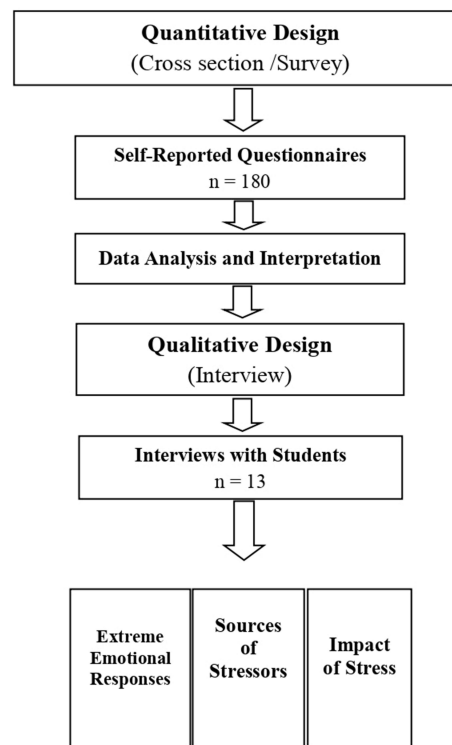 Quantitative Design
(Cross section /Survey)
Self-Reported Questionnaires
n = 180
Data Analysis and Interpretation
Qualitative Design
(Interview)
Interviews with Students
n = 13
Extreme
Emotional
Responses
Sources
of
Stressors
Impact
of Stress